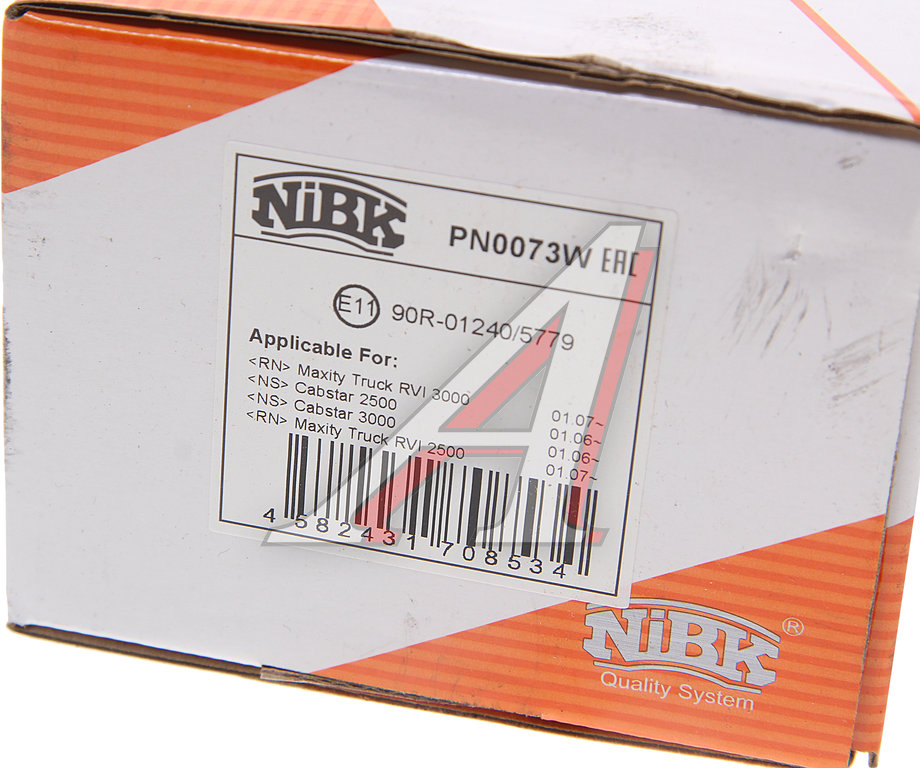 NiBK
PN0073W EAC
E11 90R-01240/5779
Applicable For:
<RN> Maxity Truck RVI 3000 01.07~
<NS> Cabstar 2500 01.06~
<NS> Cabstar 3000 01.06~
<RN> Maxity Truck RVI 2500 01.07~
4 582431 708534
NiBK ®
Quality System